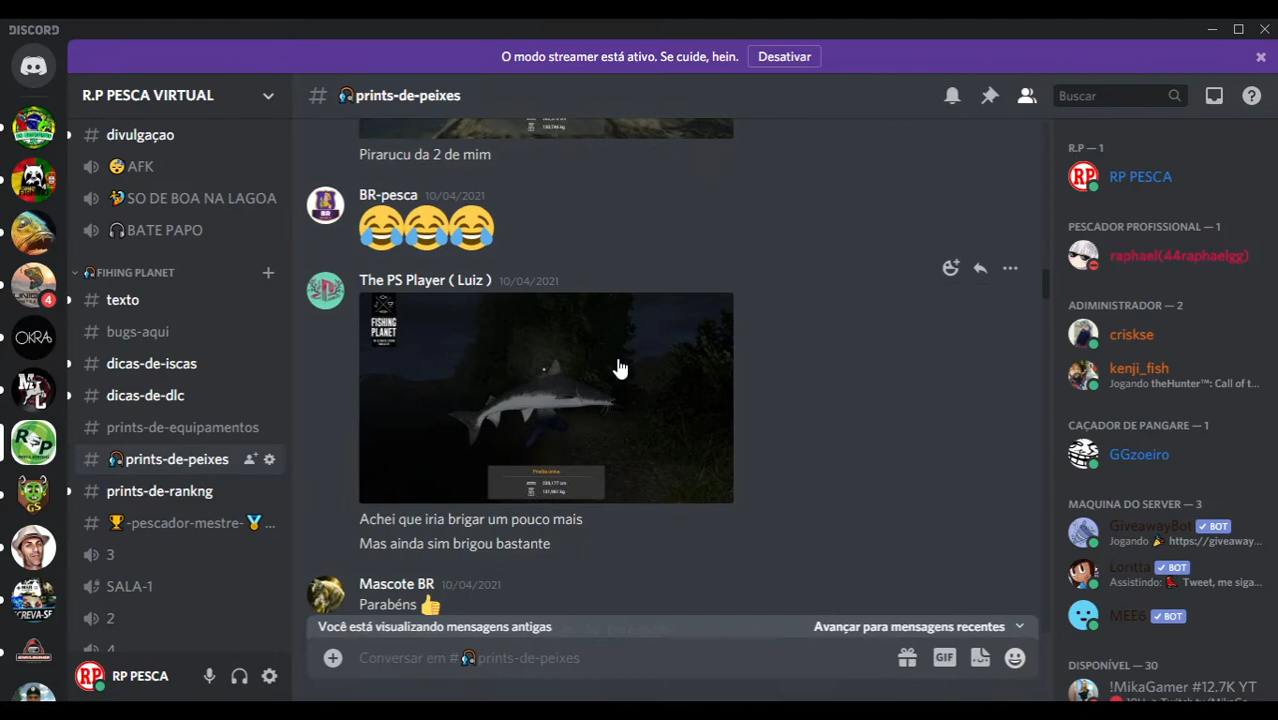 DISCORD
O modo streamer está ativo. Se cuide, hein.
Desativar
R.P PESCA VIRTUAL
prints-de-peixes
Buscar
divulgaçao
AFK
SO DE BOA NA LAGOA
BATE PAPO
FIHING PLANET
texto
bugs-aqui
dicas-de-iscas
dicas-de-dlc
prints-de-equipamentos
prints-de-peixes
prints-de-rankng
-pescador-mestre-🏅...
3
SALA-1
2
4
RP PESCA
Pirarucu da 2 de mim
BR-pesca 10/04/2021
The PS Player ( Luiz ) 10/04/2021
FISHING
PLANET
Achei que iria brigar um pouco mais
Mas ainda sim brigou bastante
Mascote BR 10/04/2021
Parabéns 👍
Você está visualizando mensagens antigas
Avançar para mensagens recentes
Conversar em #prints-de-peixes
GIF
R.P — 1
RP PESCA
PESCADOR PROFISSIONAL — 1
raphael(44raphaelgg)
ADIMINISTRADOR — 2
criskse
kenji_fish
Jogando theHunter™: Call of t...
CAÇADOR DE PANGARE — 1
GGzoeiro
MAQUINA DO SERVER — 3
GiveawayBot ✓ BOT
Jogando 🎉 https://giveaway...
Loritta ✓ BOT
Assistindo: Tweet, me siga...
MEE6 ✓ BOT
DISPONÍVEL — 30
!MikaGamer #12.7K YT